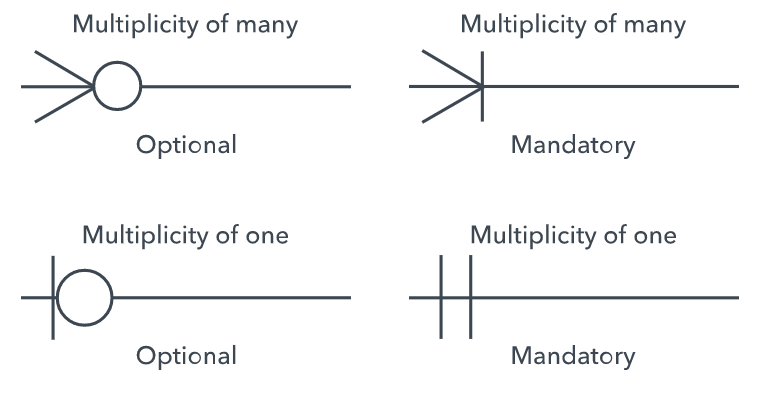 Multiplicity of many
Multiplicity of many
Optional
Mandatory
Multiplicity of one
Multiplicity of one
Optional
Mandatory